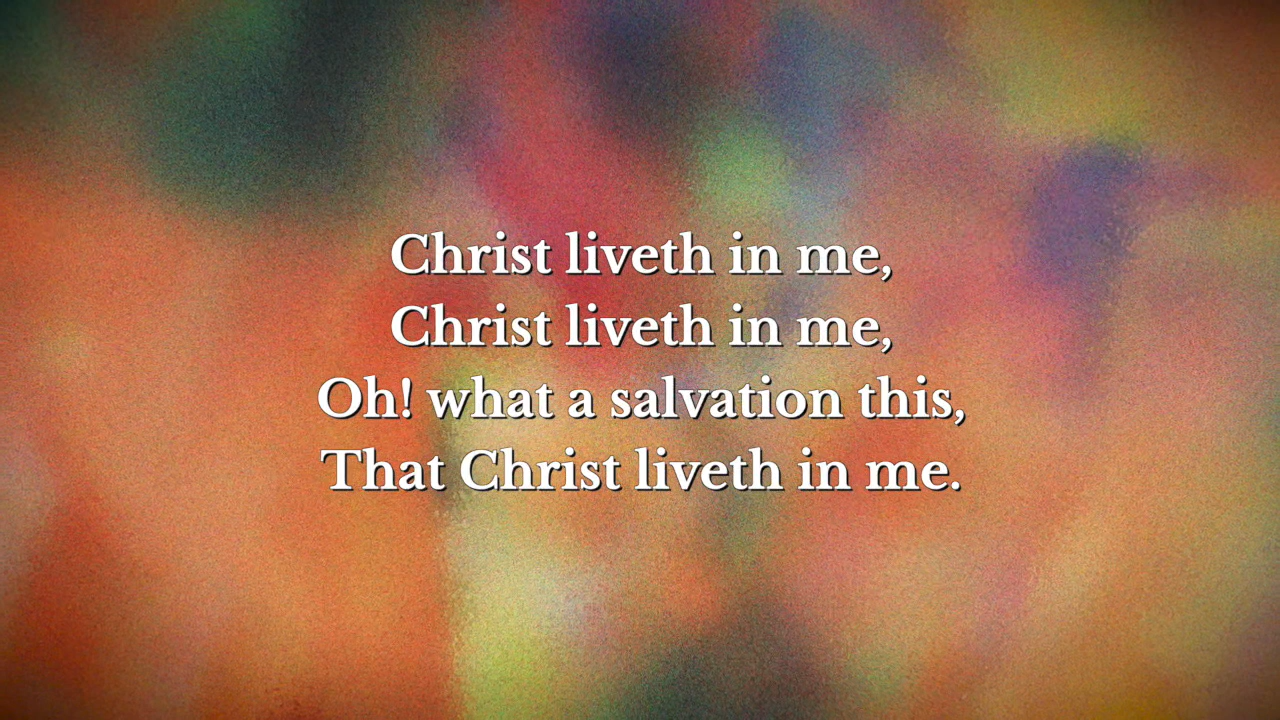 Christ liveth in me,
Christ liveth in me,
Oh! what a salvation this,
That Christ liveth in me.